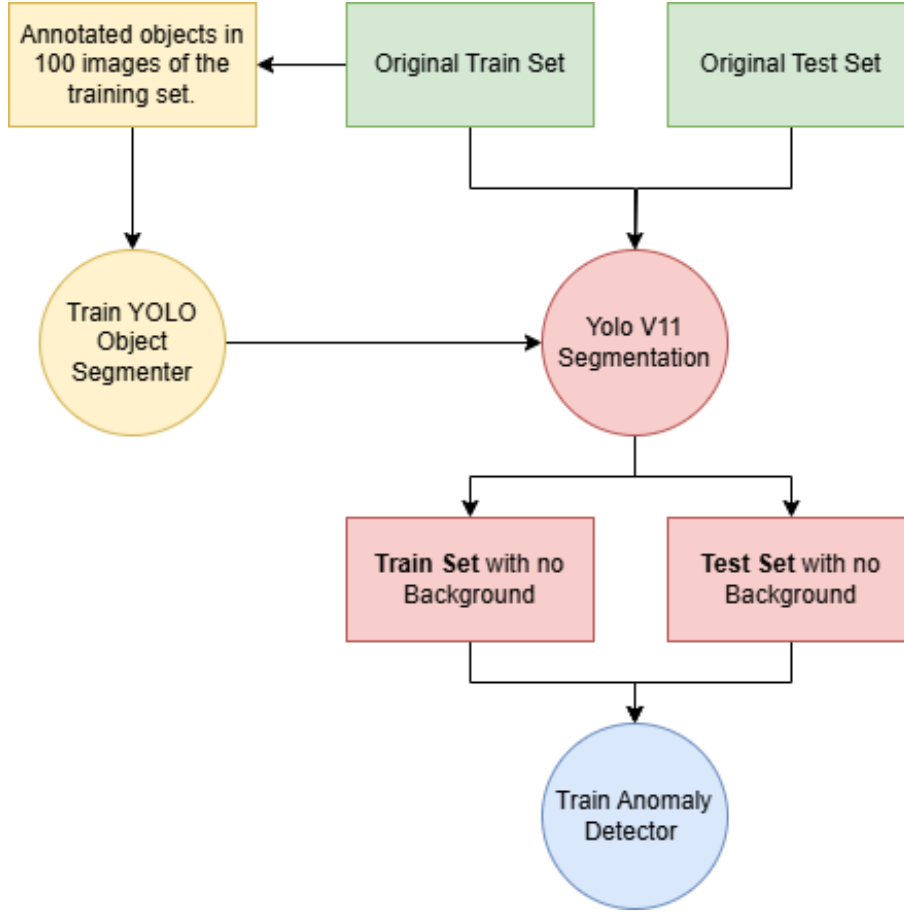 Annotated objects in
100 images of the
training set.
Original Train Set
Original Test Set
Train YOLO
Object
Segmenter
Yolo V11
Segmentation
Train Set with no
Background
Test Set with no
Background
Train Anomaly
Detector